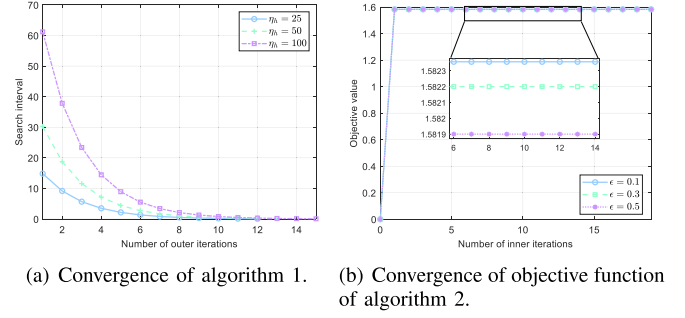 70
60
50
40
30
20
10
0
Search interval
2 4 6 8 10 12 14
Number of outer iterations
ηₕ = 25
ηₕ = 50
ηₕ = 100
(a) Convergence of algorithm 1.
1.6
1.4
1.2
1
0.8
0.6
0.4
0.2
0
Objective value
1.5823
1.5822
1.5821
1.582
1.5819
6 8 10 12 14
ϵ = 0.1
ϵ = 0.3
ϵ = 0.5
0 5 10 15
Number of inner iterations
(b) Convergence of objective function
of algorithm 2.